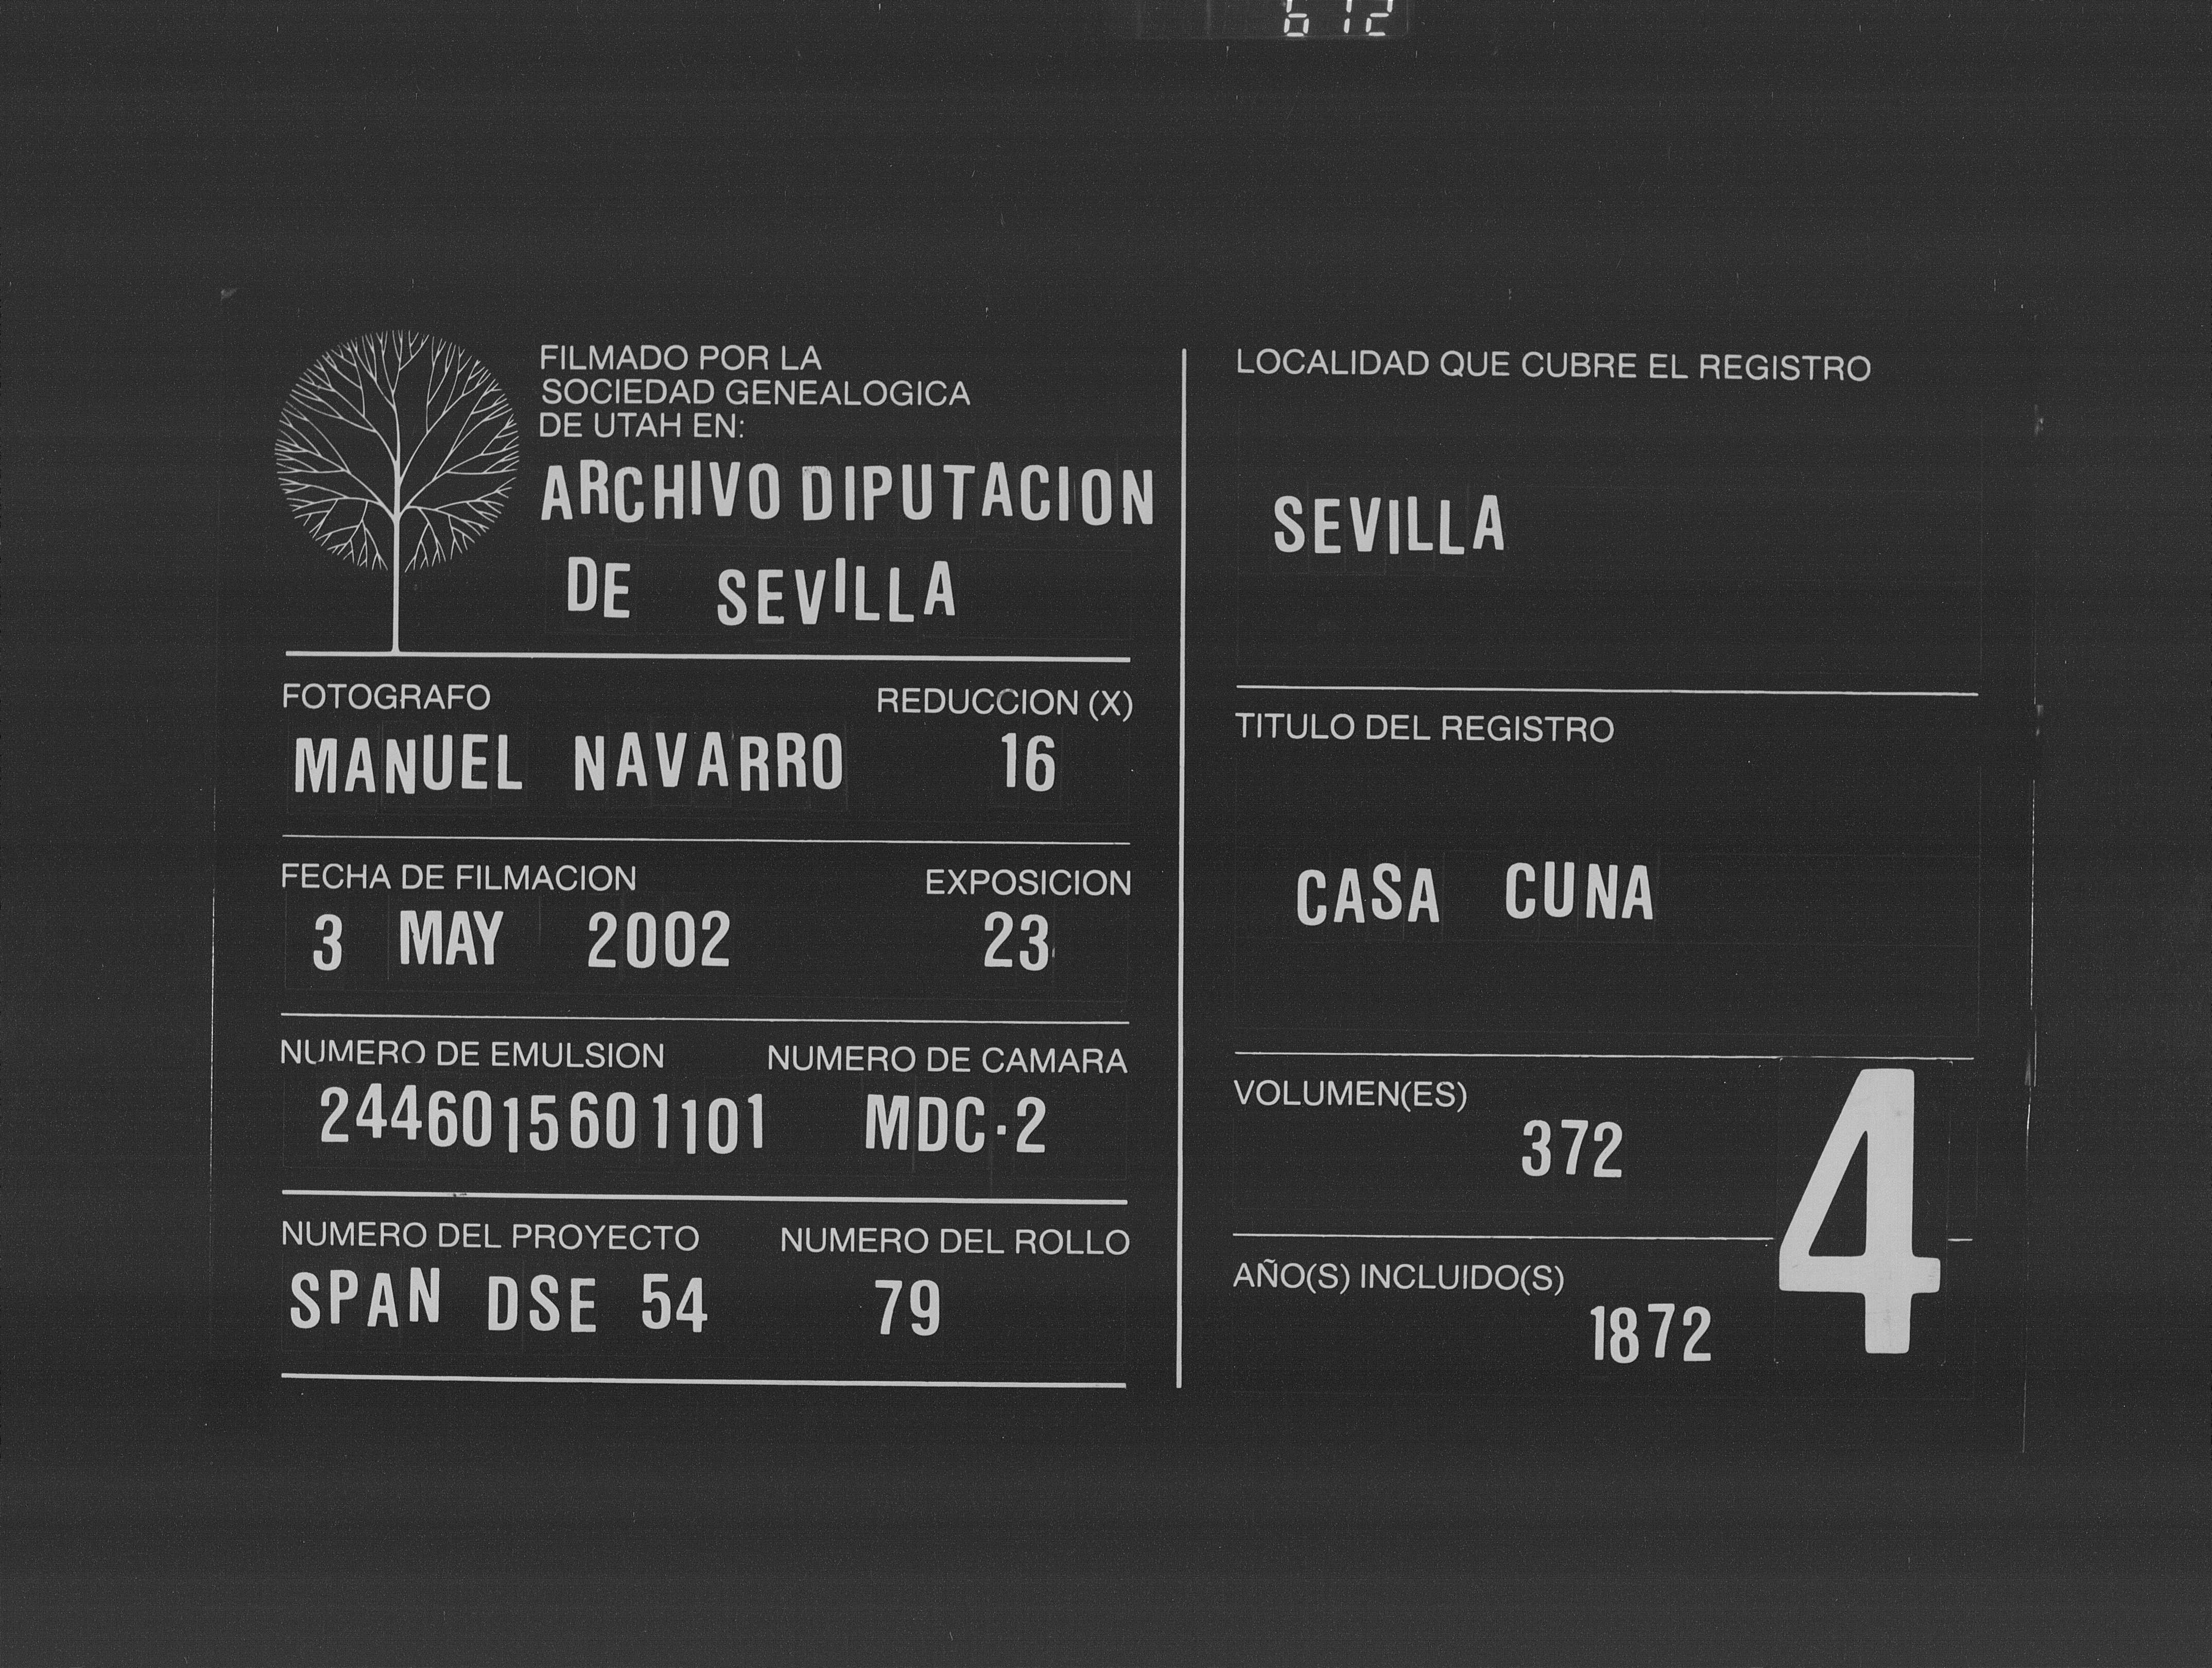 612
FILMADO POR LA
SOCIEDAD GENEALOGICA
DE UTAH EN:
ARCHIVO DIPUTACION
DE SEVILLA
FOTOGRAFO REDUCCION (X)
MANUEL NAVARRO 16
FECHA DE FILMACION EXPOSICION
3 MAY 2002 23
NUMERO DE EMULSION NUMERO DE CAMARA
2446015601101 MDC·2
NUMERO DEL PROYECTO NUMERO DEL ROLLO
SPAN DSE 54 79
LOCALIDAD QUE CUBRE EL REGISTRO
SEVILLA
TITULO DEL REGISTRO
CASA CUNA
VOLUMEN(ES)
372
4
AÑO(S) INCLUIDO(S)
1872